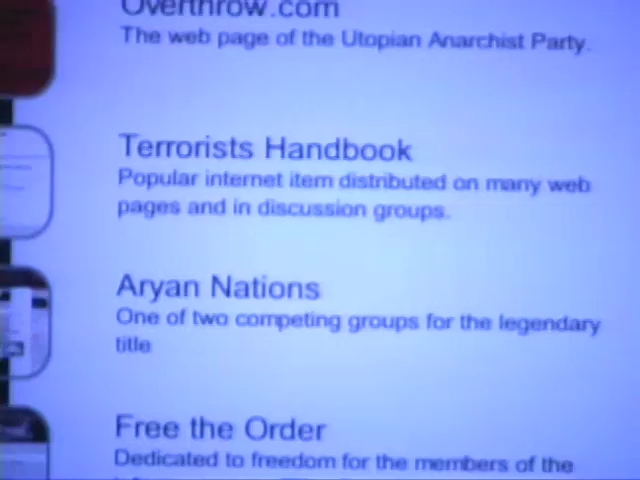 Overthrow.com
The web page of the Utopian Anarchist Party.
Terrorists Handbook
Popular internet item distributed on many web
pages and in discussion groups.
Aryan Nations
One of two competing groups for the legendary
title
Free the Order
Dedicated to freedom for the members of the